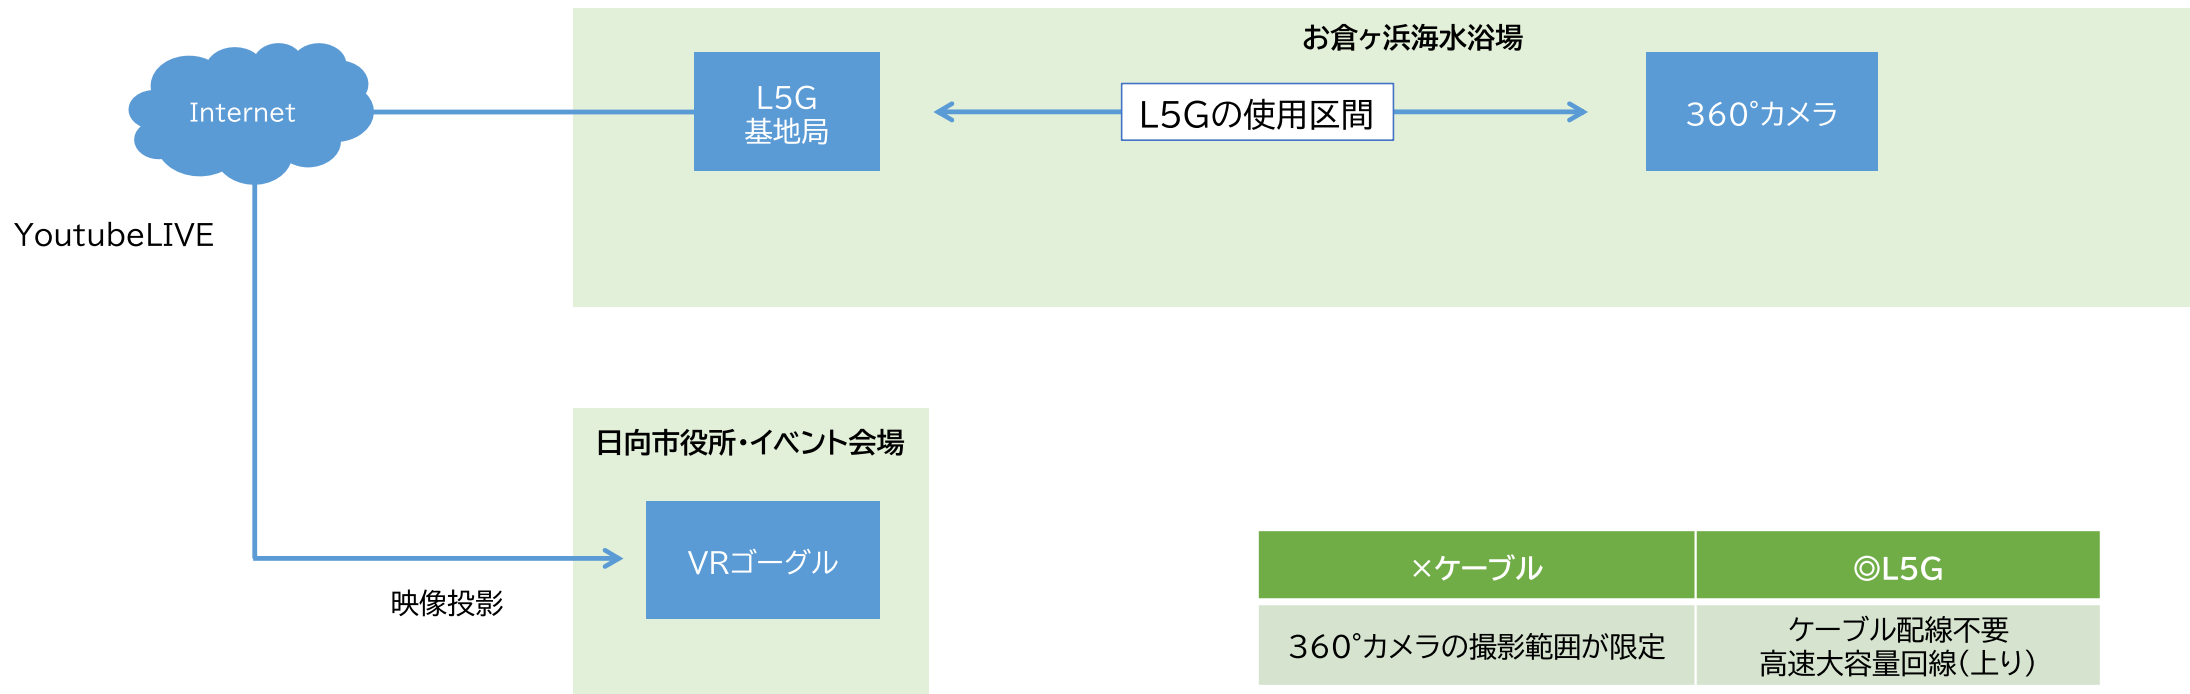 お倉ヶ浜海水浴場
Internet
L5G
基地局
L5Gの使用区間
360°カメラ
YoutubeLIVE
日向市役所・イベント会場
VRゴーグル
映像投影
×ケーブル
◎L5G
360°カメラの撮影範囲が限定
ケーブル配線不要
高速大容量回線(上り)